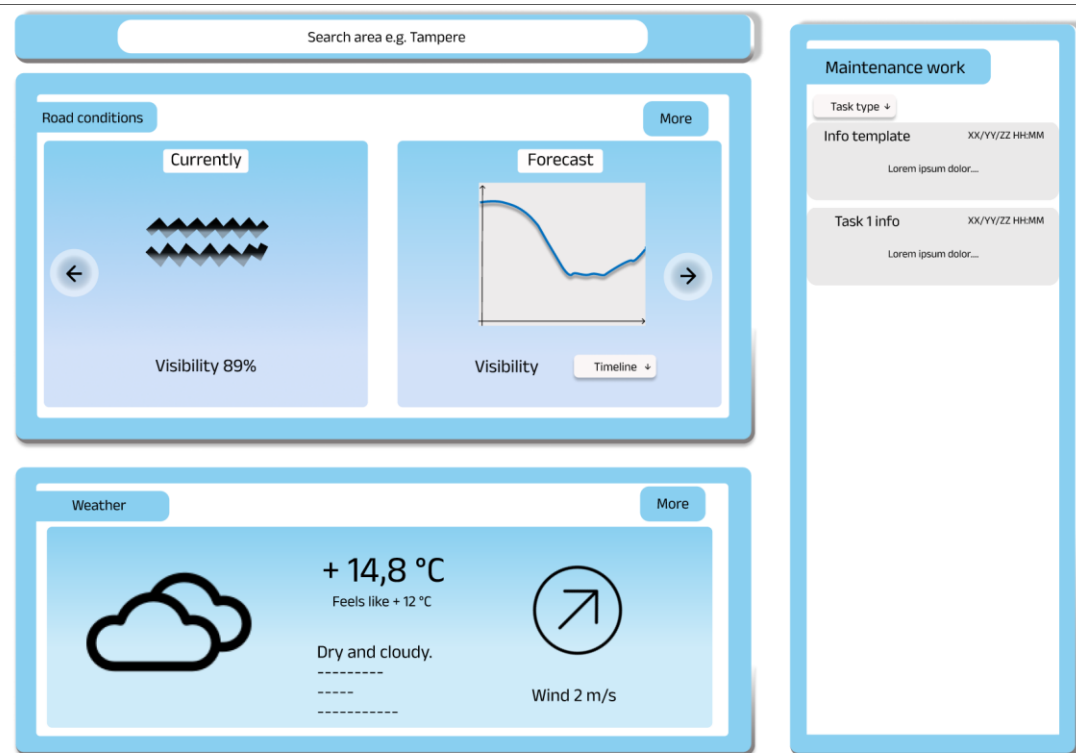 Search area e.g. Tampere
Road conditions
More
Currently
Visibility 89%
Forecast
Visibility
Timeline ↓
Weather
More
+ 14,8 °C
Feels like + 12 °C
Dry and cloudy.
---------
-----
-----------
Wind 2 m/s
Maintenance work
Task type ↓
Info template XX/YY/ZZ HH:MM
Lorem ipsum dolor....
Task 1 info XX/YY/ZZ HH:MM
Lorem ipsum dolor....